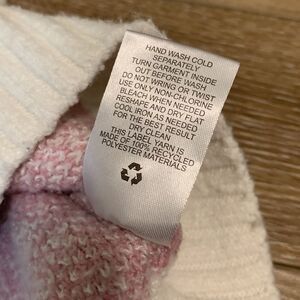 HAND WASH COLD
SEPARATELY
TURN GARMENT INSIDE
OUT BEFORE WASH
DO NOT WRING OR TWIST
USE ONLY NON-CHLORINE
BLEACH WHEN NEEDED
RESHAPE AND DRY FLAT
COOL IRON AS NEEDED
FOR THE BEST RESULT
DRY CLEAN
THIS LABEL YARN IS
MADE OF 100% RECYCLED
POLYESTER MATERIALS